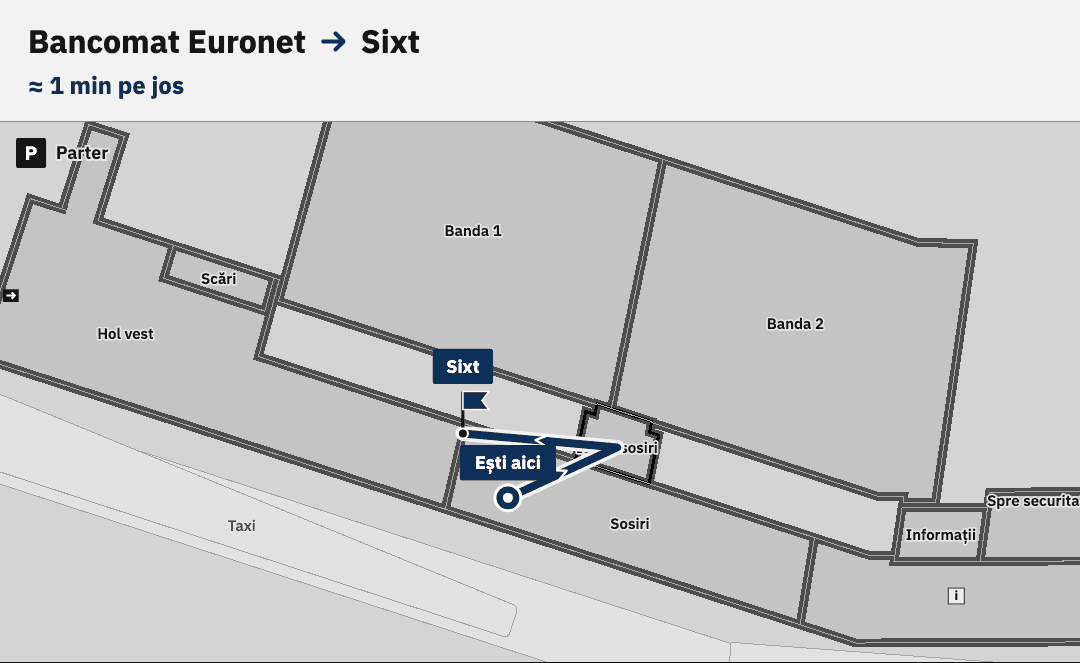 Bancomat Euronet → Sixt
≈ 1 min pe jos
P Parter
Banda 1
Scări
Banda 2
Hol vest
Sixt
sosiri
Ești aici
Spre securita
Sosiri
Taxi
Informații
i